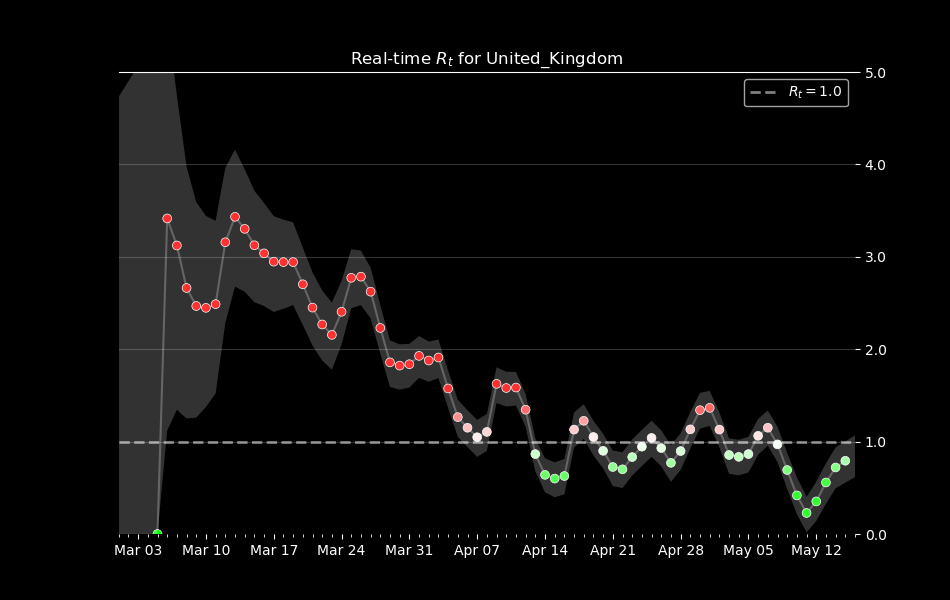 Real-time Rt for United_Kingdom
Rt = 1.0
5.0
4.0
3.0
2.0
1.0
0.0
Mar 03 Mar 10 Mar 17 Mar 24 Mar 31 Apr 07 Apr 14 Apr 21 Apr 28 May 05 May 12